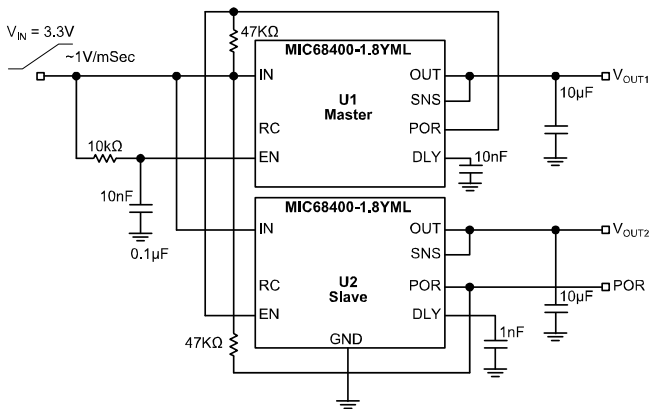 47KΩ
V_IN = 3.3V
~1V/mSec
MIC68400-1.8YML
IN
OUT
V_OUT1
U1
Master
SNS
10µF
RC
POR
10kΩ
EN
DLY
10nF
10nF
0.1µF
MIC68400-1.8YML
IN
OUT
V_OUT2
SNS
RC
U2
Slave
POR
POR
10µF
EN
DLY
47KΩ
GND
1nF